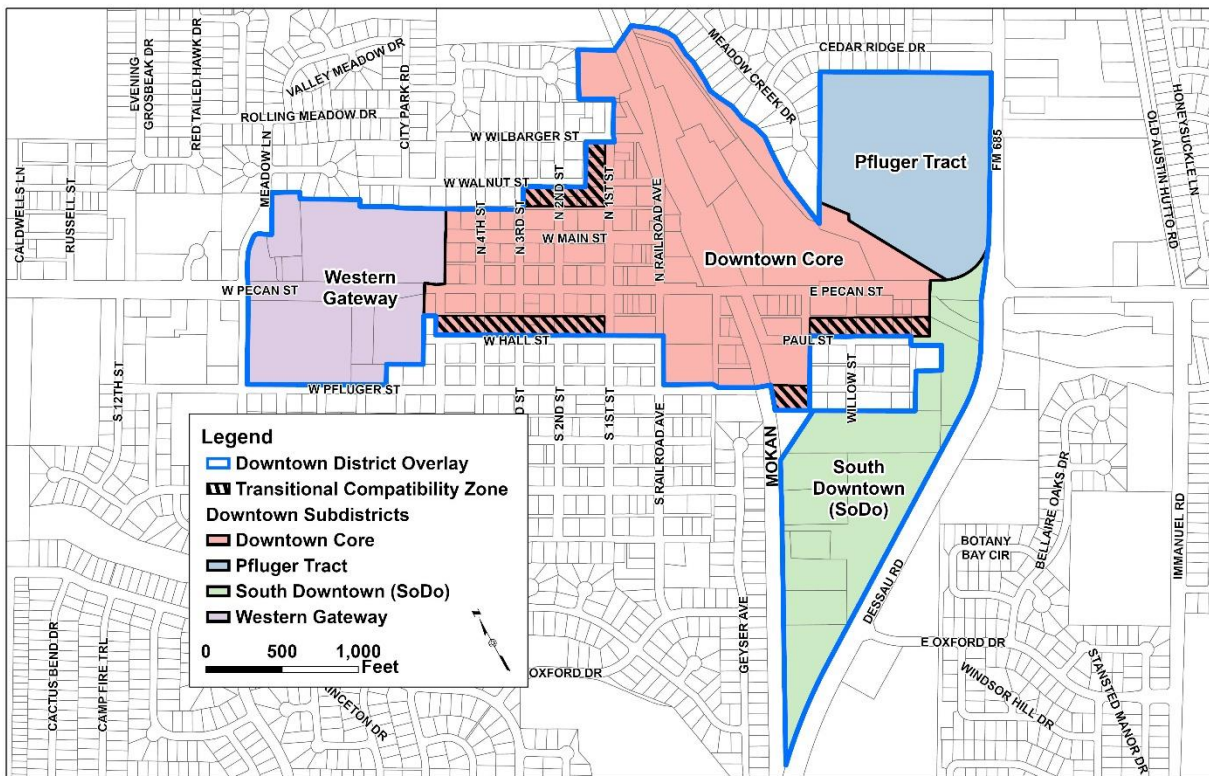 EVENING
GROSBEAK DR
RED TAILED HAWK DR
VALLEY MEADOW DR
ROLLING MEADOW DR
CITY PARK RD
MEADOW LN
CALDWELLS LN
RUSSELL ST
W WILBARGER ST
W WALNUT ST
N 4TH ST
N 3RD ST
N 2ND ST
N 1ST ST
W MAIN ST
N RAILROAD AVE
MEADOW CREEK DR
CEDAR RIDGE DR
FM 685
OLD AUSTIN-HUTTO RD
HONEYSUCKLE LN
Pfluger Tract
Downtown Core
Western
Gateway
W PECAN ST
E PECAN ST
W HALL ST
PAUL ST
WILLOW ST
W PFLUGER ST
S 12TH ST
D ST
S 2ND ST
S 1ST ST
S RAILROAD AVE
MOKAN
South
Downtown
(SoDo)
DESSAU RD
GEYSER AVE
BELLAIRE OAKS DR
BOTANY
BAY CIR
IMMANUEL RD
E OXFORD DR
WINDSOR HILL DR
STANSTED MANOR DR
OXFORD DR
INCETON DR
CACTUS BEND DR
CAMP FIRE TRL
Legend
Downtown District Overlay
Transitional Compatibility Zone
Downtown Subdistricts
Downtown Core
Pfluger Tract
South Downtown (SoDo)
Western Gateway
0 500 1,000
Feet